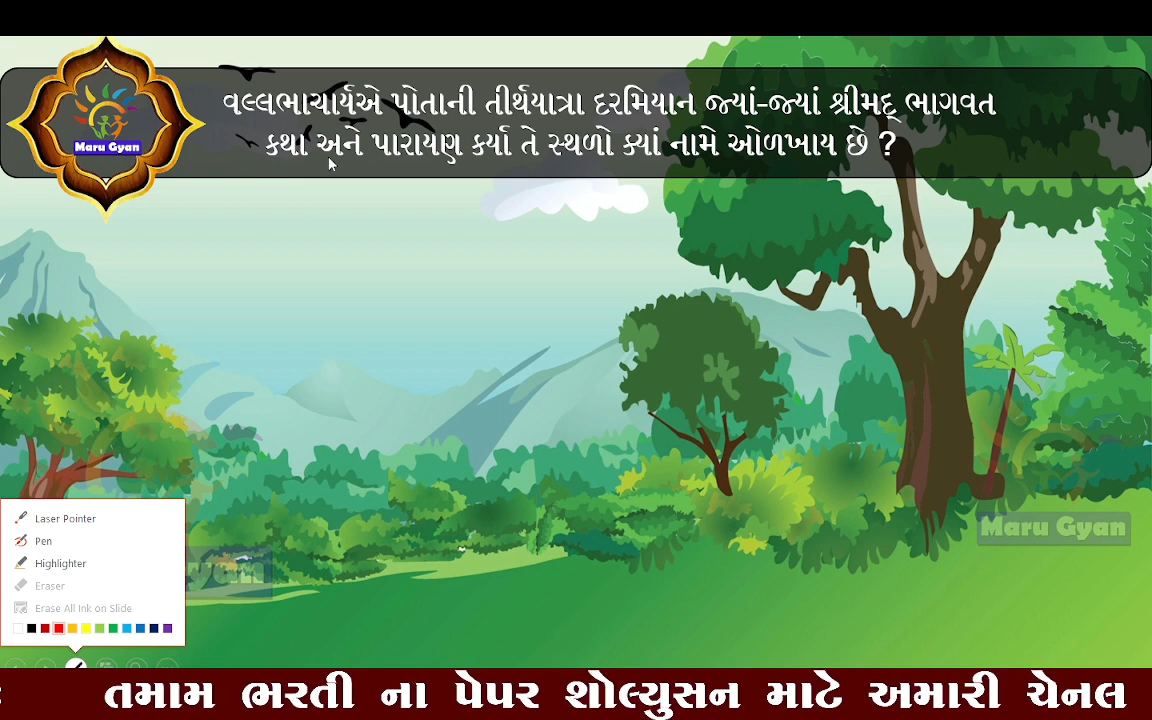 વલ્લભાચાર્યએ પોતાની તીર્થયાત્રા દરમિયાન જ્યાં-જ્યાં શ્રીમદ્ ભાગવત
કથા અને પારાયણ કર્યા તે સ્થળો ક્યાં નામે ઓળખાય છે ?
Maru Gyan
Maru Gyan
Laser Pointer
Pen
Highlighter
Eraser
Erase All Ink on Slide
તમામ ભરતી ના પેપર શોલ્યુસન માટે અમારી ચેનલ